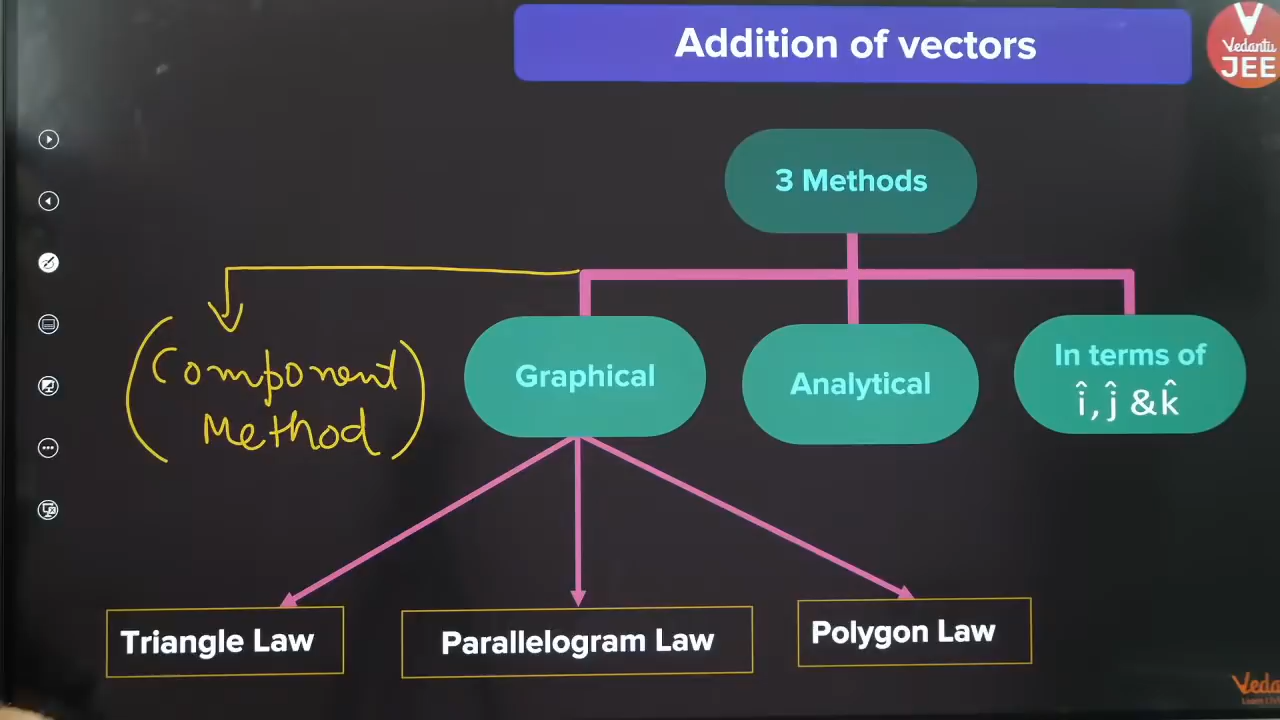 Addition of vectors
Vedantu
JEE
3 Methods
(Component
Method)
Graphical
Analytical
In terms of
î, ĵ & k̂
Triangle Law
Parallelogram Law
Polygon Law